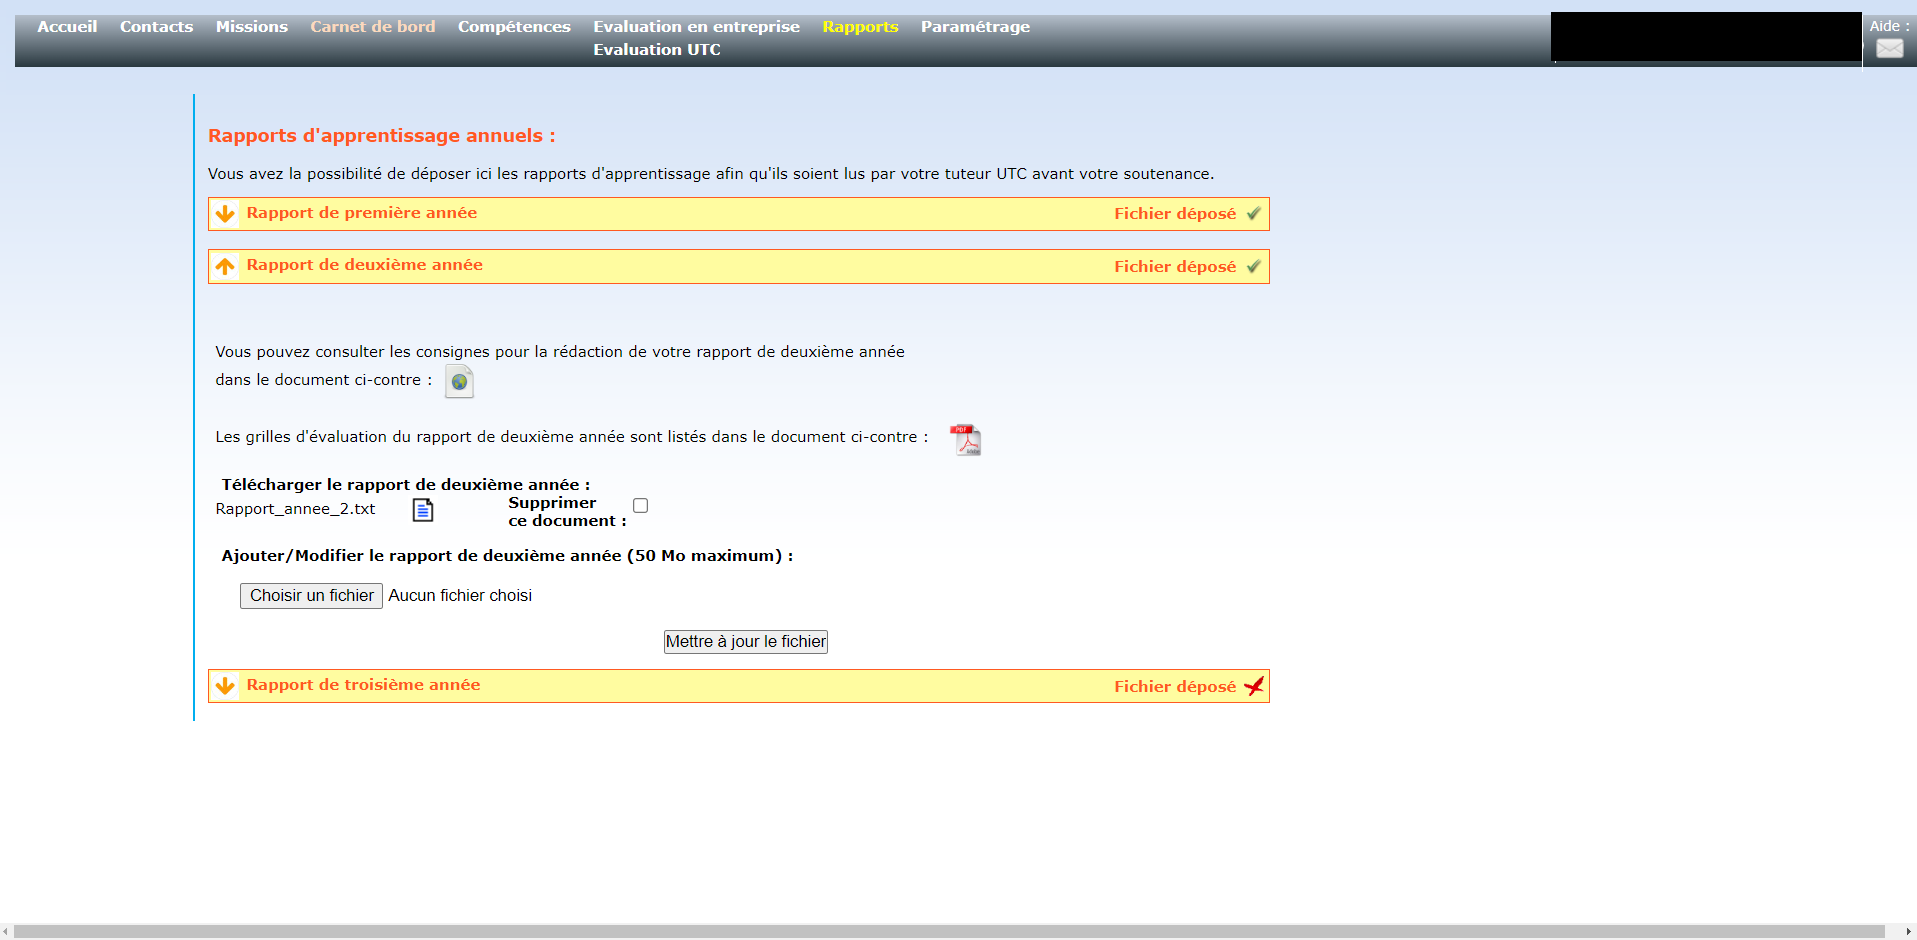 Accueil Contacts Missions Carnet de bord Compétences Evaluation en entreprise Rapports Paramétrage Aide :
Evaluation UTC
Rapports d'apprentissage annuels :
Vous avez la possibilité de déposer ici les rapports d'apprentissage afin qu'ils soient lus par votre tuteur UTC avant votre soutenance.
Rapport de première année Fichier déposé
Rapport de deuxième année Fichier déposé
Vous pouvez consulter les consignes pour la rédaction de votre rapport de deuxième année
dans le document ci-contre :
Les grilles d'évaluation du rapport de deuxième année sont listés dans le document ci-contre :
PDF
Télécharger le rapport de deuxième année :
Rapport_annee_2.txt
Supprimer
ce document :
Ajouter/Modifier le rapport de deuxième année (50 Mo maximum) :
Choisir un fichier Aucun fichier choisi
Mettre à jour le fichier
Rapport de troisième année Fichier déposé